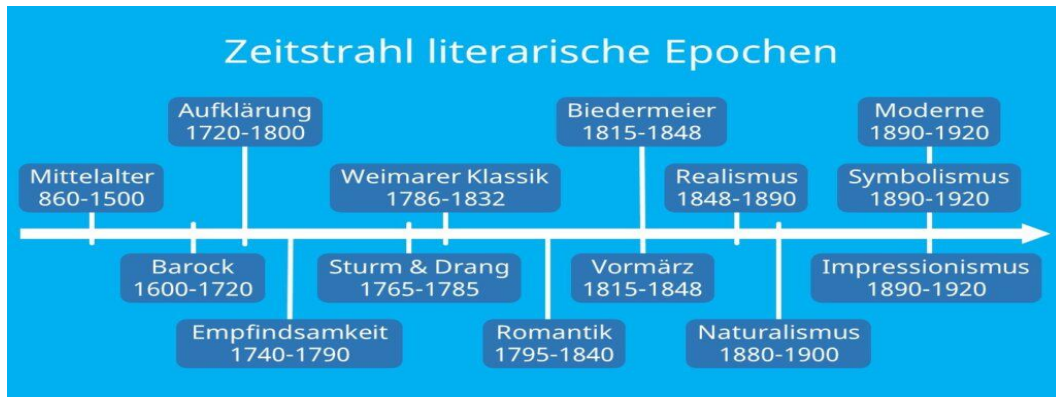 Zeitstrahl literarische Epochen
Aufklärung
1720-1800
Biedermeier
1815-1848
Moderne
1890-1920
Mittelalter
860-1500
Weimarer Klassik
1786-1832
Realismus
1848-1890
Symbolismus
1890-1920
Barock
1600-1720
Sturm & Drang
1765-1785
Vormärz
1815-1848
Impressionismus
1890-1920
Empfindsamkeit
1740-1790
Romantik
1795-1840
Naturalismus
1880-1900